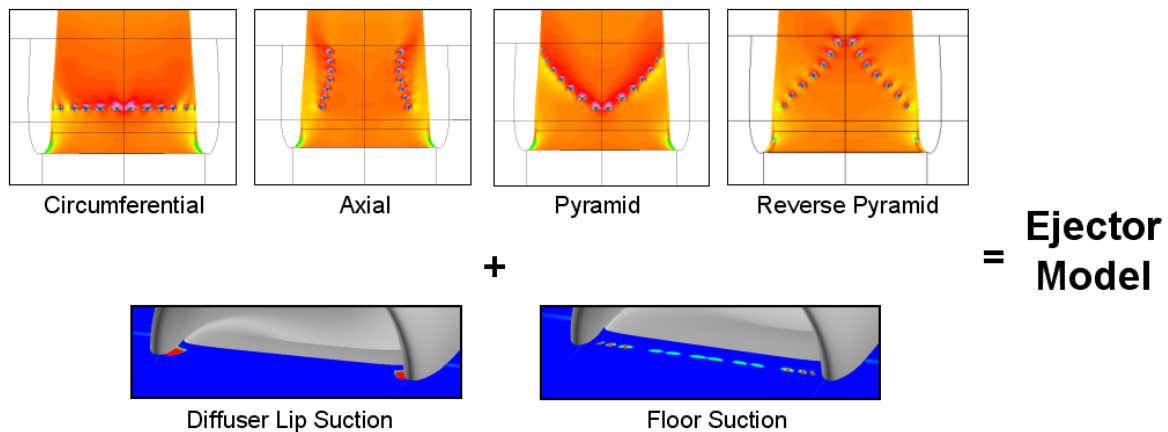 Circumferential
Axial
Pyramid
Reverse Pyramid
+
=
Ejector
Model
Diffuser Lip Suction
Floor Suction